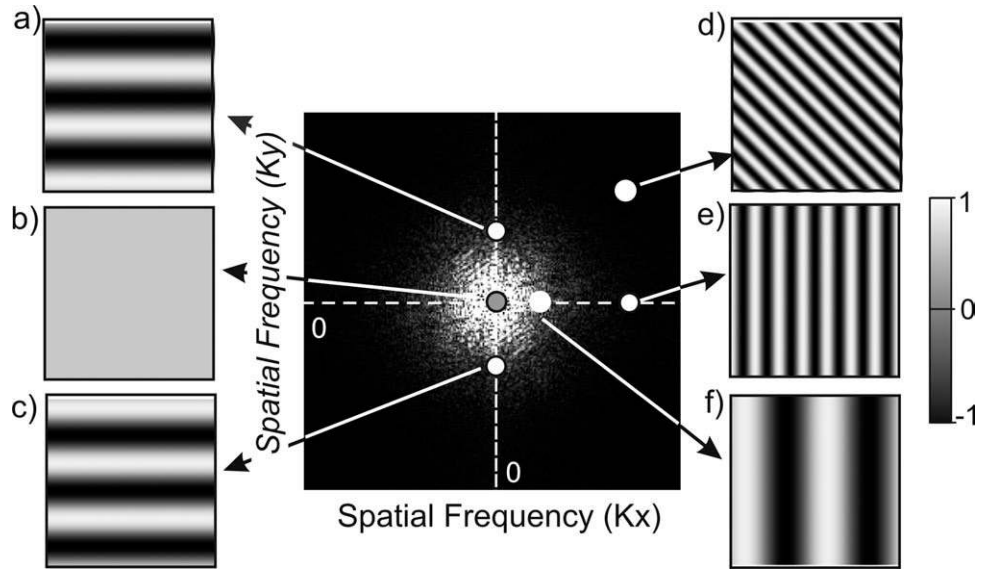 a)
b)
c)
Spatial Frequency (Ky)
0
0
Spatial Frequency (Kx)
d)
e)
f)
1
0
-1